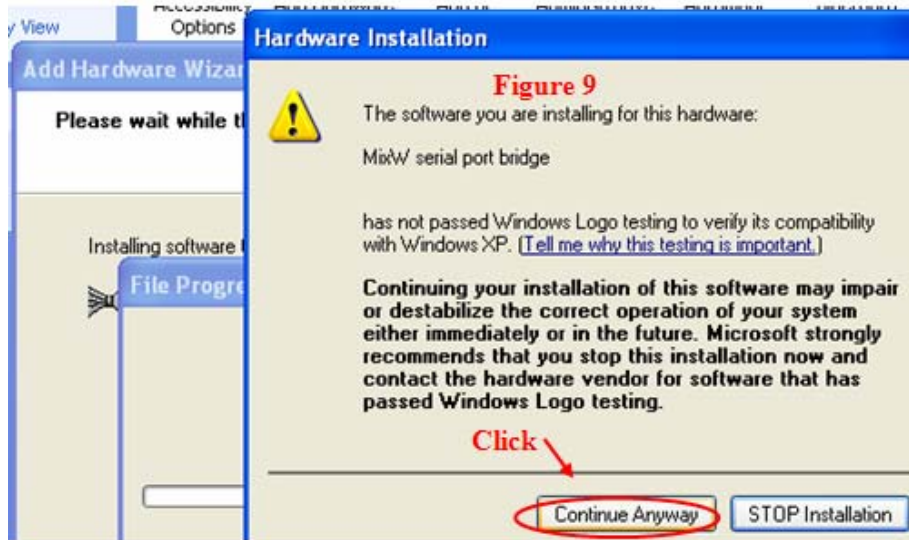 y View
Options
Hardware Installation
Add Hardware Wizar
Figure 9
Please wait while t
The software you are installing for this hardware:
MixW serial port bridge
has not passed Windows Logo testing to verify its compatibility
with Windows XP. (Tell me why this testing is important.)
Installing software
File Progre
Continuing your installation of this software may impair
or destabilize the correct operation of your system
either immediately or in the future. Microsoft strongly
recommends that you stop this installation now and
contact the hardware vendor for software that has
passed Windows Logo testing.
Click
Continue Anyway
STOP Installation